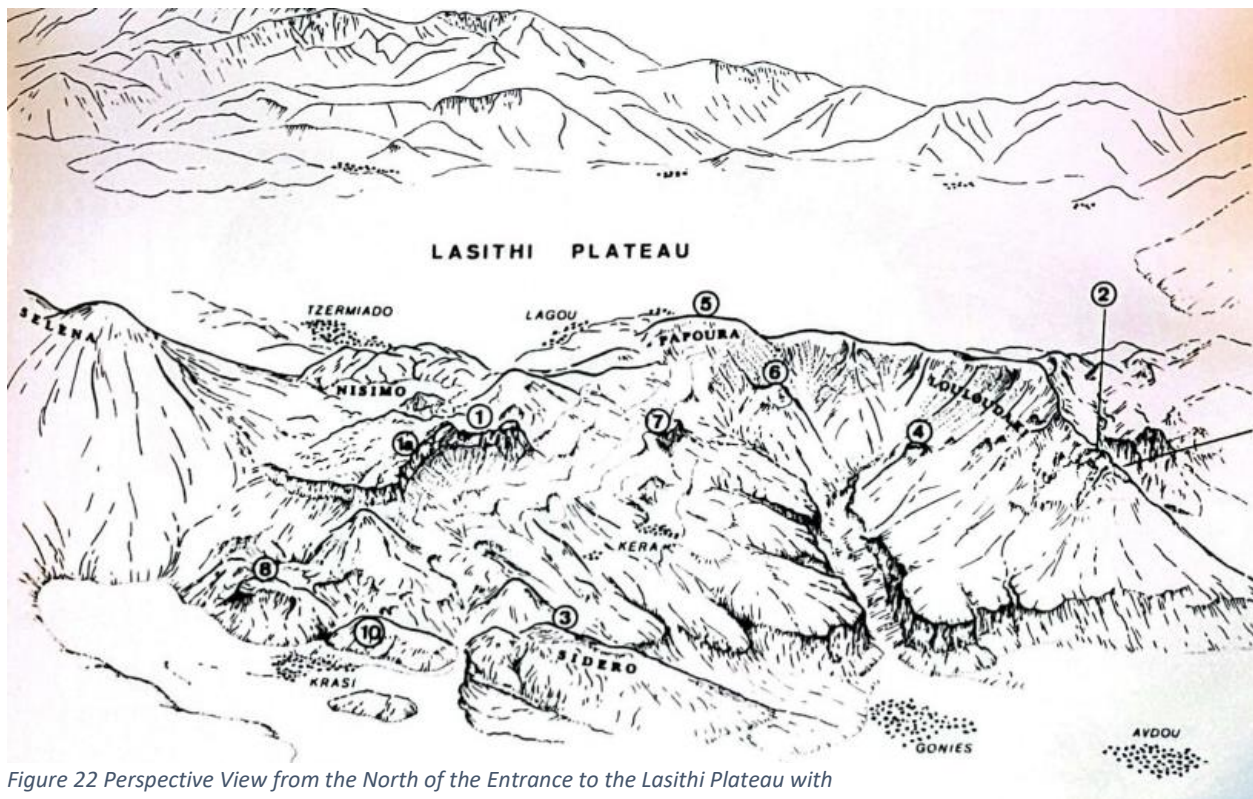 LASITHI PLATEAU
2
5
TZERMIADO
LAGOU
SELENA
PAPOURA
6
NISIMO
LOULOUDAK
1
7
4
1a
KERA
8
3
10
SIDERO
KRASI
GONIES
AVDOU
Figure 22 Perspective View from the North of the Entrance to the Lasithi Plateau with